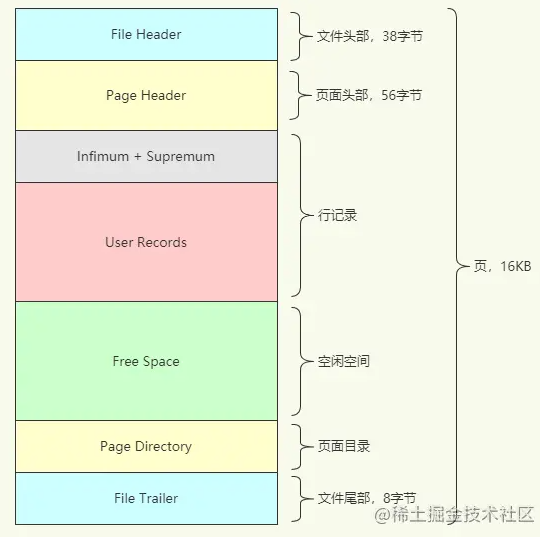 File Header
文件头部，38字节
Page Header
页面头部，56字节
Infimum + Supremum
行记录
User Records
页，16KB
Free Space
空闲空间
Page Directory
页面目录
File Trailer
文件尾部，8字节
@稀土掘金技术社区